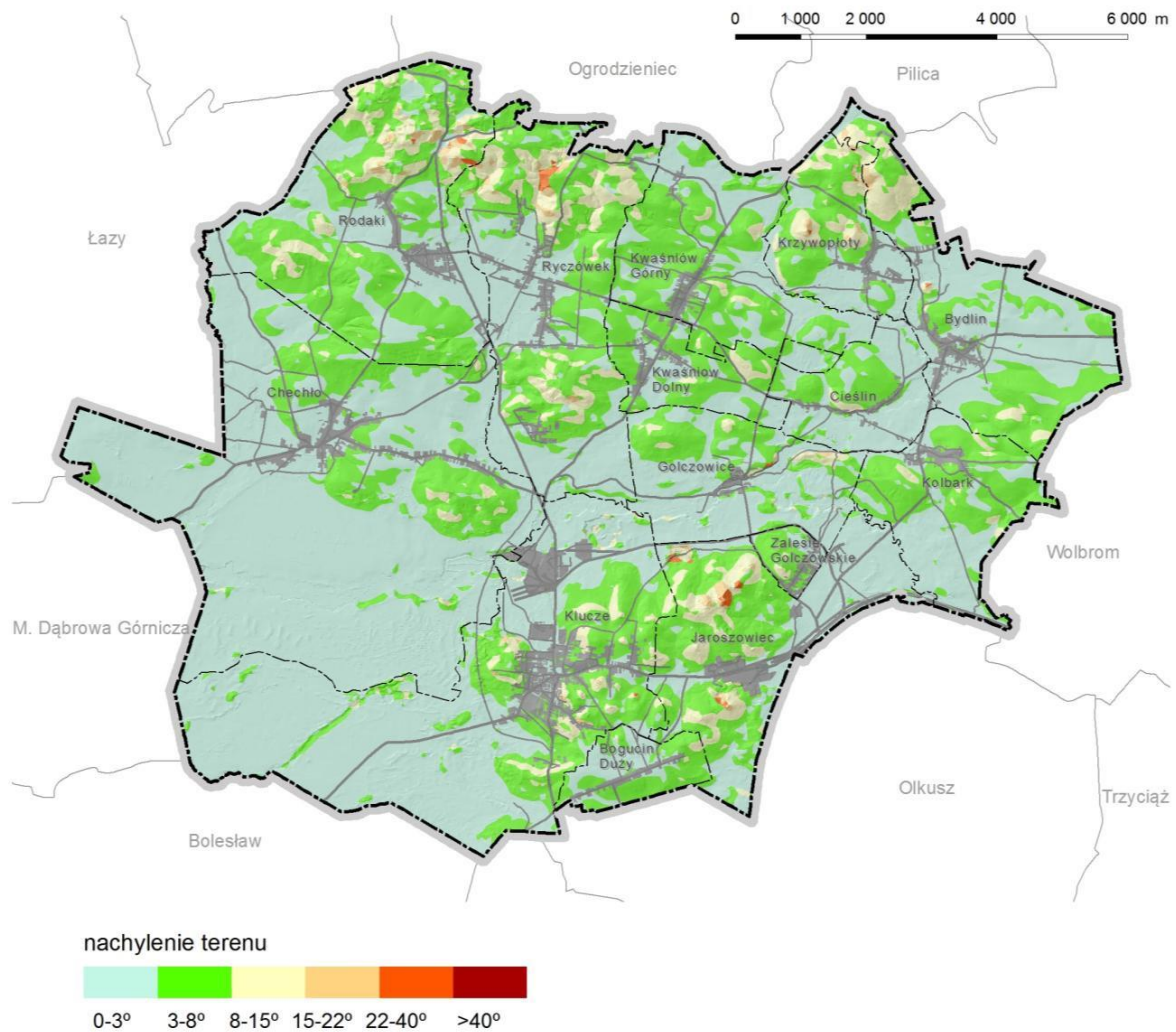 0 1 000 2 000 4 000 6 000 m
Ogrodzieniec
Pilica
Łazy
Rodaki
Krzywopłoty
Ryczówek
Kwaśniów
Górny
Bydlin
Kwaśniów
Dolny
Chechło
Cieślin
Golczowice
Kolbark
Zalesie
Golczowskie
Wolbrom
M. Dąbrowa Górnicza
Klucze
Jaroszowiec
Bogucin
Duży
Olkusz
Trzyciąż
Bolesław
nachylenie terenu
0-3º 3-8º 8-15º 15-22º 22-40º >40º